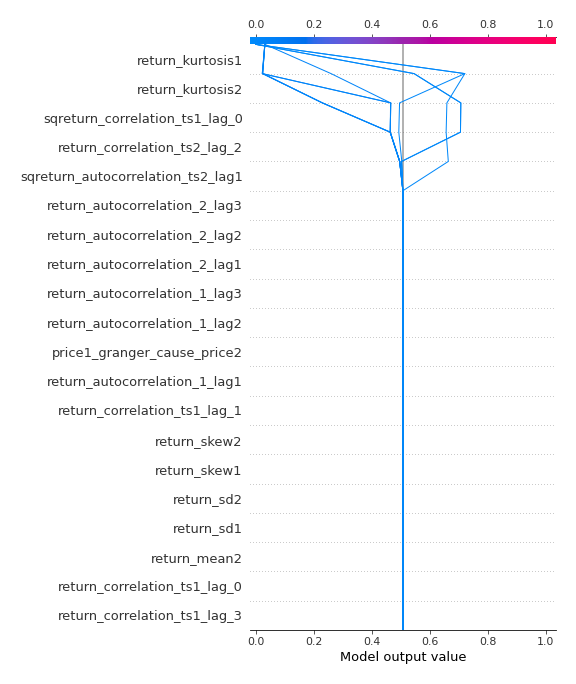 0.0 0.2 0.4 0.6 0.8 1.0
return_kurtosis1
return_kurtosis2
sqreturn_correlation_ts1_lag_0
return_correlation_ts2_lag_2
sqreturn_autocorrelation_ts2_lag1
return_autocorrelation_2_lag3
return_autocorrelation_2_lag2
return_autocorrelation_2_lag1
return_autocorrelation_1_lag3
return_autocorrelation_1_lag2
price1_granger_cause_price2
return_autocorrelation_1_lag1
return_correlation_ts1_lag_1
return_skew2
return_skew1
return_sd2
return_sd1
return_mean2
return_correlation_ts1_lag_0
return_correlation_ts1_lag_3
0.0 0.2 0.4 0.6 0.8 1.0
Model output value